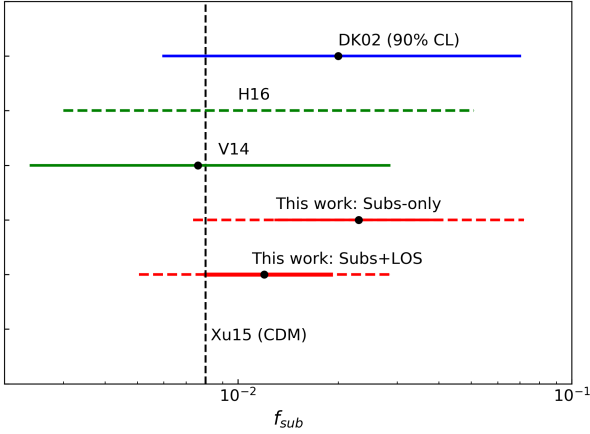 DK02 (90% CL)
H16
V14
This work: Subs-only
This work: Subs+LOS
Xu15 (CDM)
10⁻² 10⁻¹
f_sub